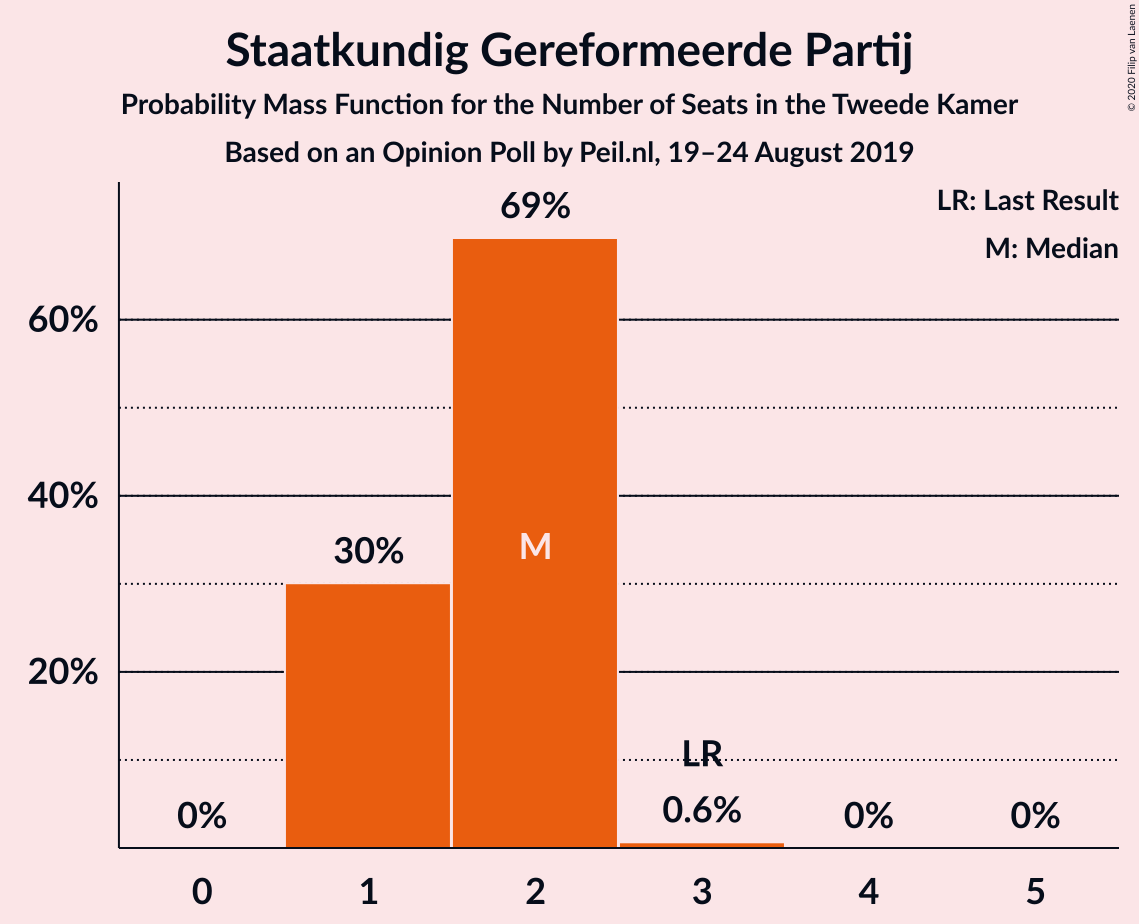 Staatkundig Gereformeerde Partij
Probability Mass Function for the Number of Seats in the Tweede Kamer
Based on an Opinion Poll by Peil.nl, 19–24 August 2019
© 2020 Filip van Laenen
LR: Last Result
M: Median
69%
60%
40%
30%
M
20%
LR
0%
0.6%
0%
0%
0 1 2 3 4 5